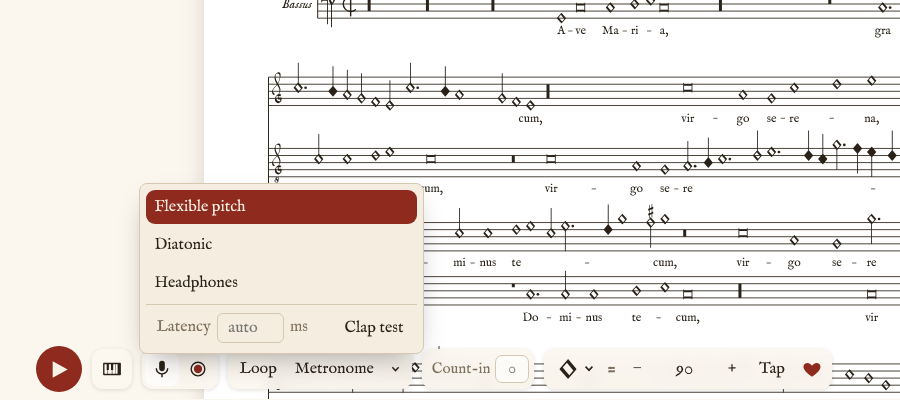 Bassus
A - ve Ma - ri - a, gra
cum, vir - go se - re - na,
cum, vir - go se - re -
- mi - nus te - cum, vir - go se - re
Do - mi - nus te - cum, vir
Flexible pitch
Diatonic
Headphones
Latency auto ms Clap test
Loop Metronome Count-in 0 = − 90 + Tap